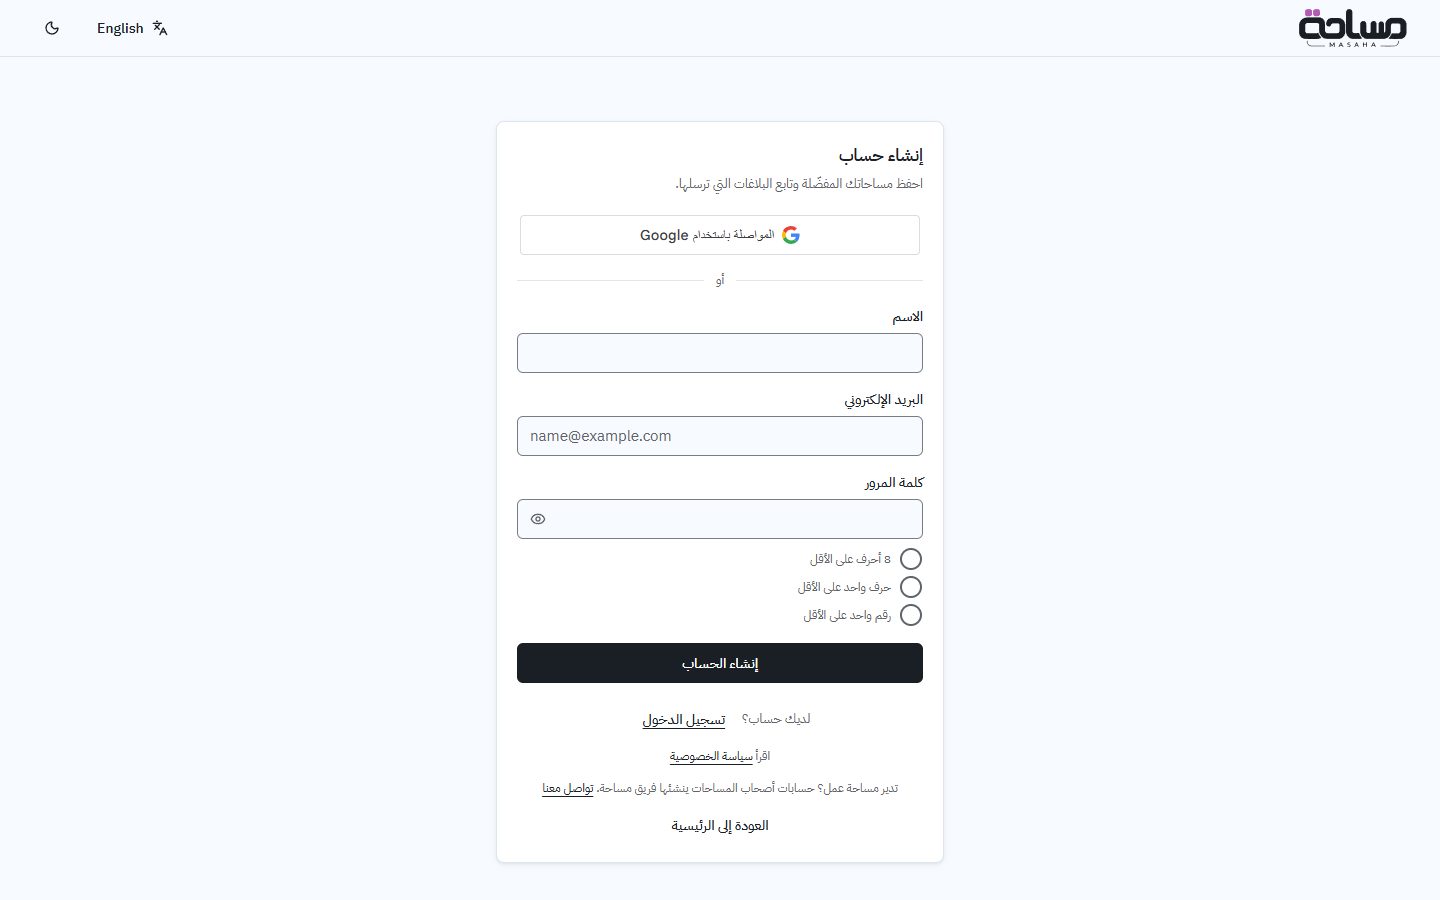 مساحة
MASAHA
English
إنشاء حساب
احفظ مساحاتك المفضّلة وتابع البلاغات التي ترسلها.
المواصلة باستخدام Google
أو
الاسم
البريد الإلكتروني
name@example.com
كلمة المرور
8 أحرف على الأقل
حرف واحد على الأقل
رقم واحد على الأقل
إنشاء الحساب
لديك حساب؟ تسجيل الدخول
اقرأ سياسة الخصوصية
تدير مساحة عمل؟ حسابات أصحاب المساحات ينشئها فريق مساحة. تواصل معنا
العودة إلى الرئيسية